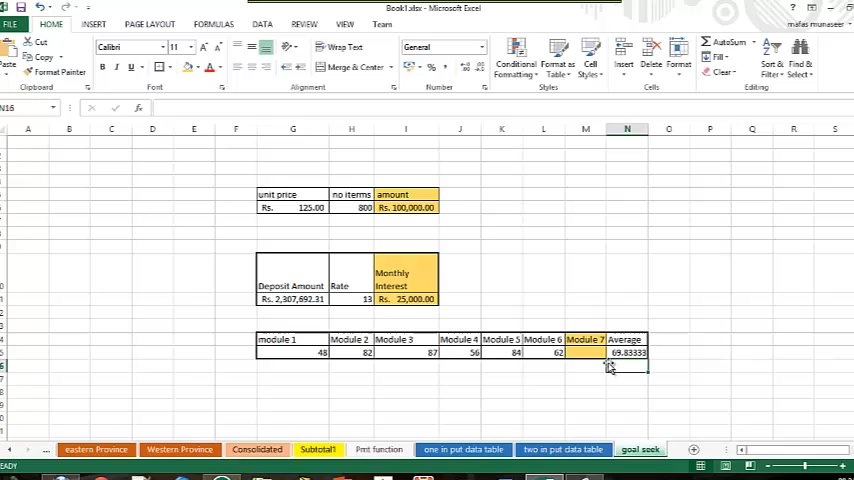 Book1.xlsx - Microsoft Excel
mafas munaseer
FILE HOME INSERT PAGE LAYOUT FORMULAS DATA REVIEW VIEW Team
Cut
Copy
Format Painter
Paste
Clipboard
Calibri 11
B I U
Font
Wrap Text
Merge & Center
Alignment
General
Number
Conditional Formatting
Format as Table
Cell Styles
Styles
Insert Delete Format
Cells
AutoSum
Fill
Clear
Sort & Filter
Find & Select
Editing
N16
fx
A B C D E F G H I J K L M N O P Q R S
unit price no iterms amount
Rs. 125.00 800 Rs. 100,000.00
Deposit Amount Rate Monthly Interest
Rs. 2,307,692.31 13 Rs. 25,000.00
module 1 Module 2 Module 3 Module 4 Module 5 Module 6 Module 7 Average
48 82 87 56 84 62 69.83333
... eastern Province Western Province Consolidated Subtotal1 Pmt function one in put data table two in put data table goal seek
READY